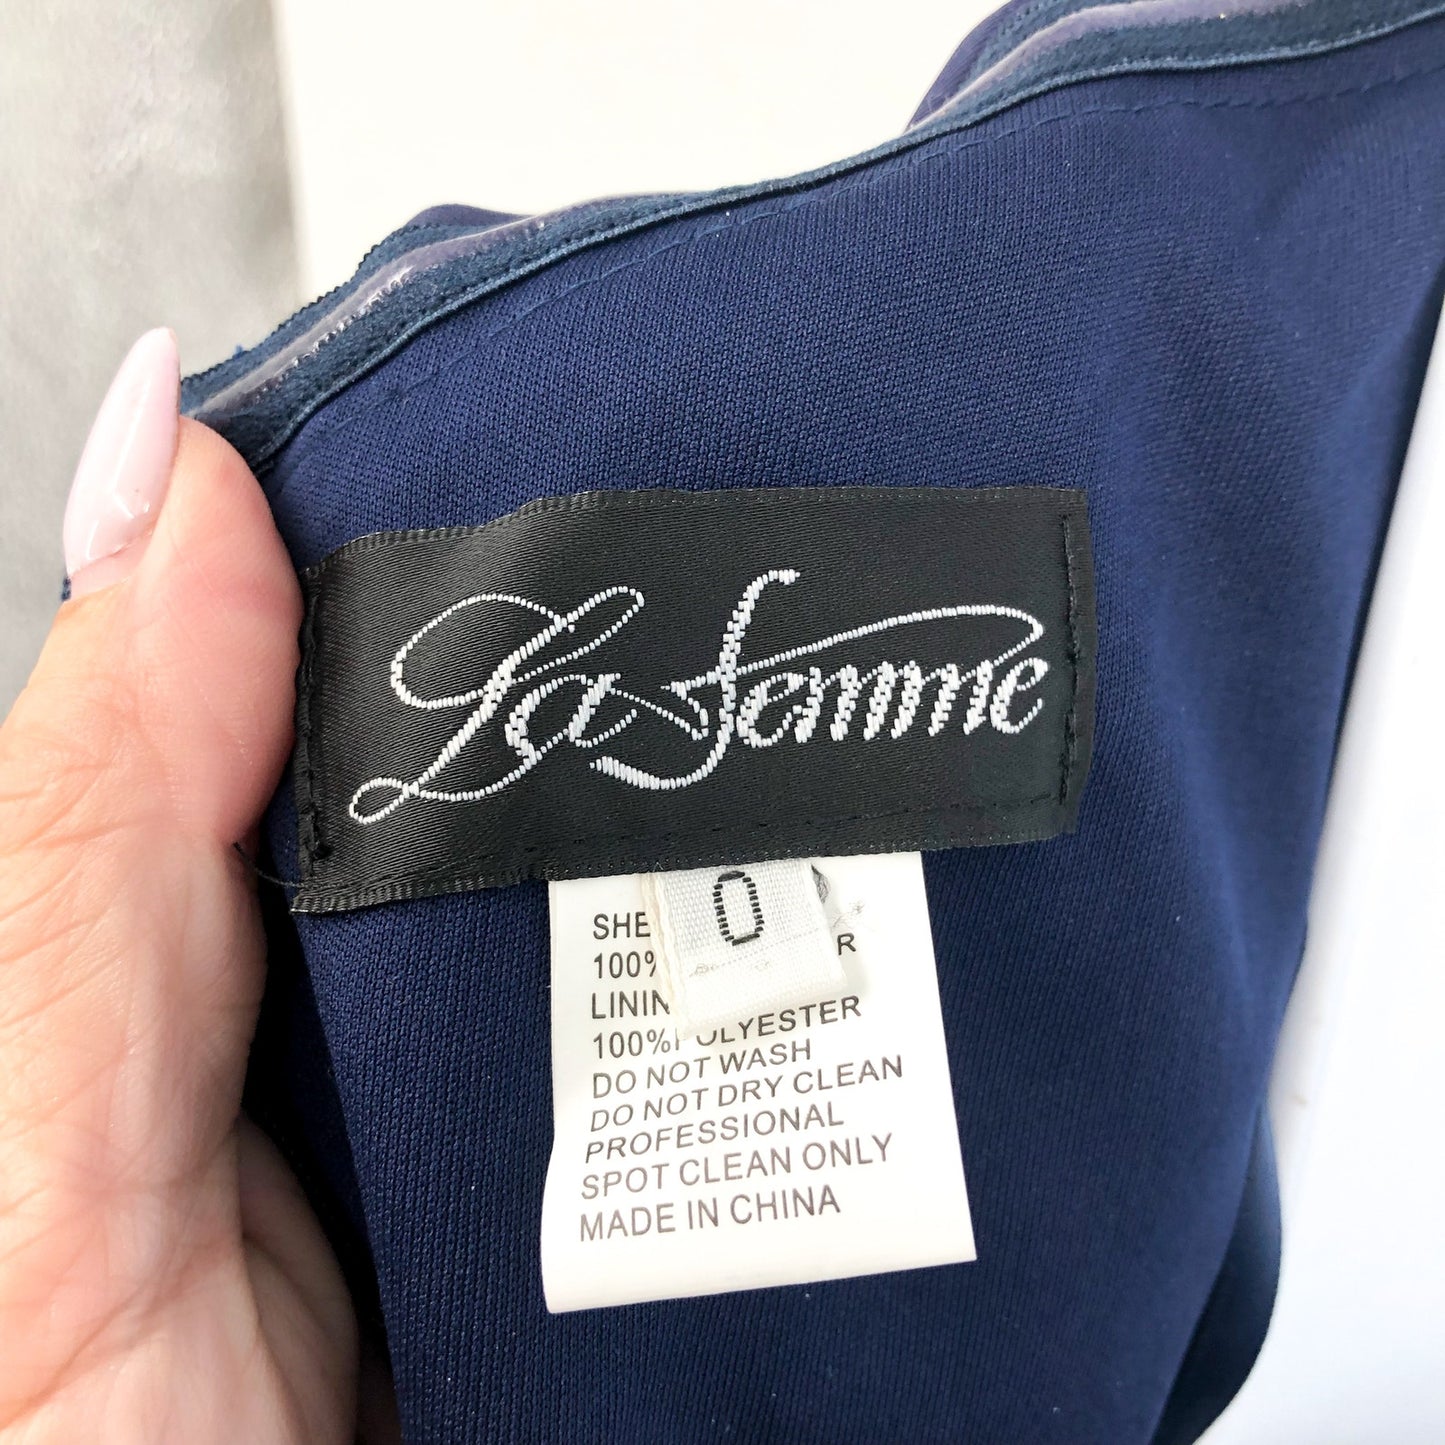 La Femme
0
SHE
100% R
LININ
100%POLYESTER
DO NOT WASH
DO NOT DRY CLEAN
PROFESSIONAL
SPOT CLEAN ONLY
MADE IN CHINA